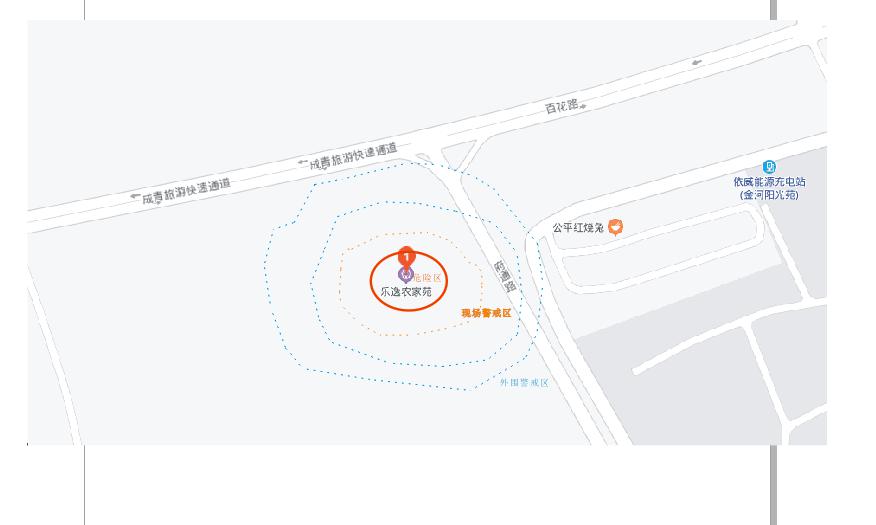 百花路
成青旅游快速通道
成青旅游快速通道
依威能源充电站
(金河阳光苑)
公平红烧兔
府通路
1
危险区
乐逸农家苑
现场警戒区
外围警戒区